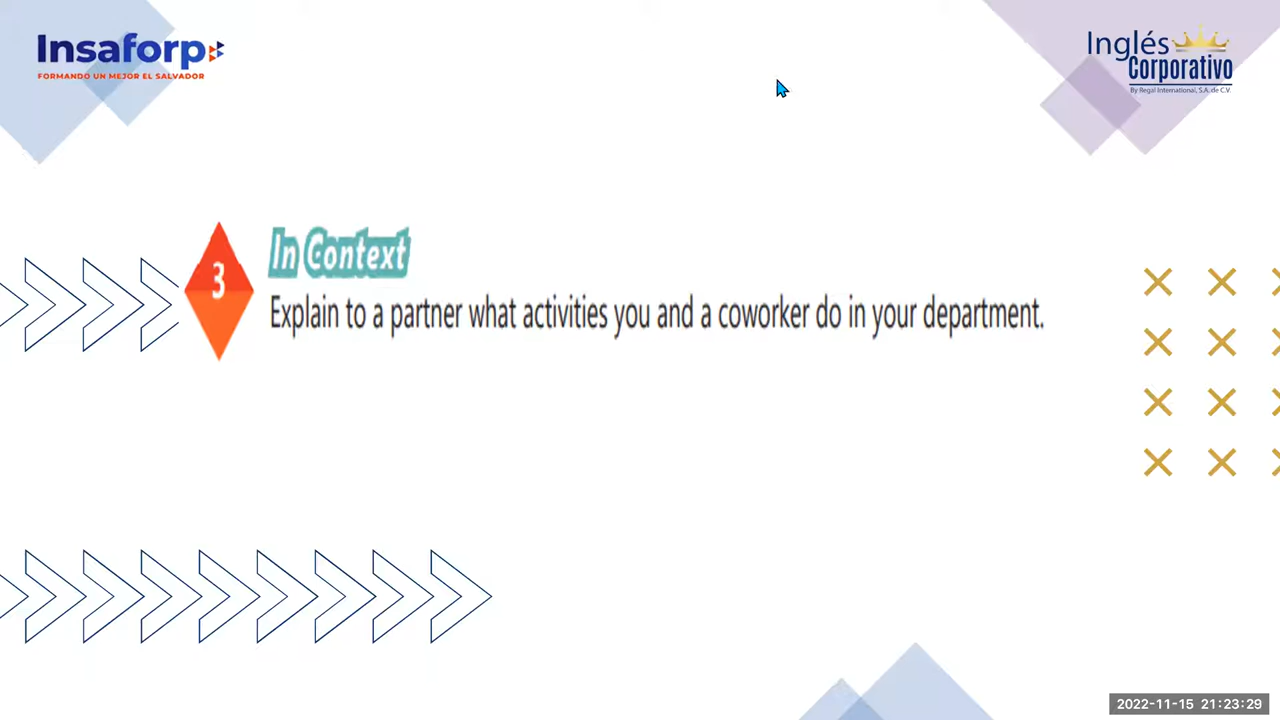 Insaforp
FORMANDO UN MEJOR EL SALVADOR
Inglés
Corporativo
By Regal International, S.A. de C.V.
3
In Context
Explain to a partner what activities you and a coworker do in your department.
2022-11-15 21:23:29